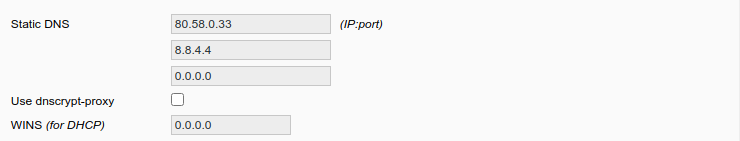 Static DNS 80.58.0.33 (IP:port)
8.8.4.4
0.0.0.0
Use dnscrypt-proxy
WINS (for DHCP) 0.0.0.0